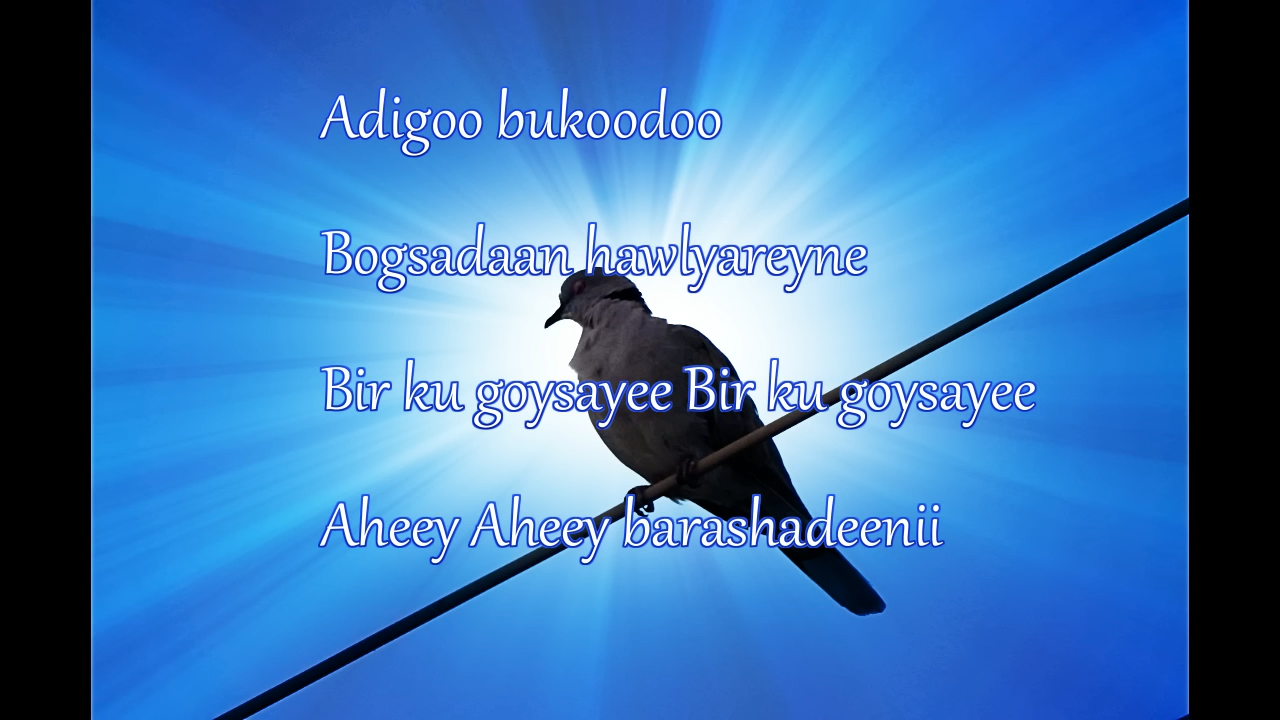 Adigoo bukoodoo
Bogsadaan hawlyareyne
Bir ku goysayee Bir ku goysayee
Aheey Aheey barashadeenii